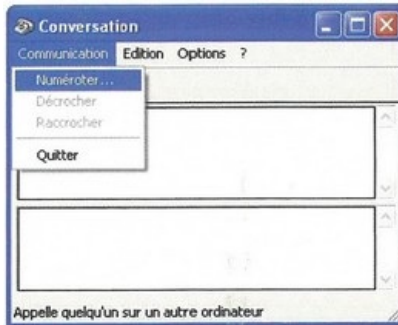 Conversation
Communication Edition Options ?
Numéroter...
Décrocher
Raccrocher
Quitter
Appelle quelqu'un sur un autre ordinateur